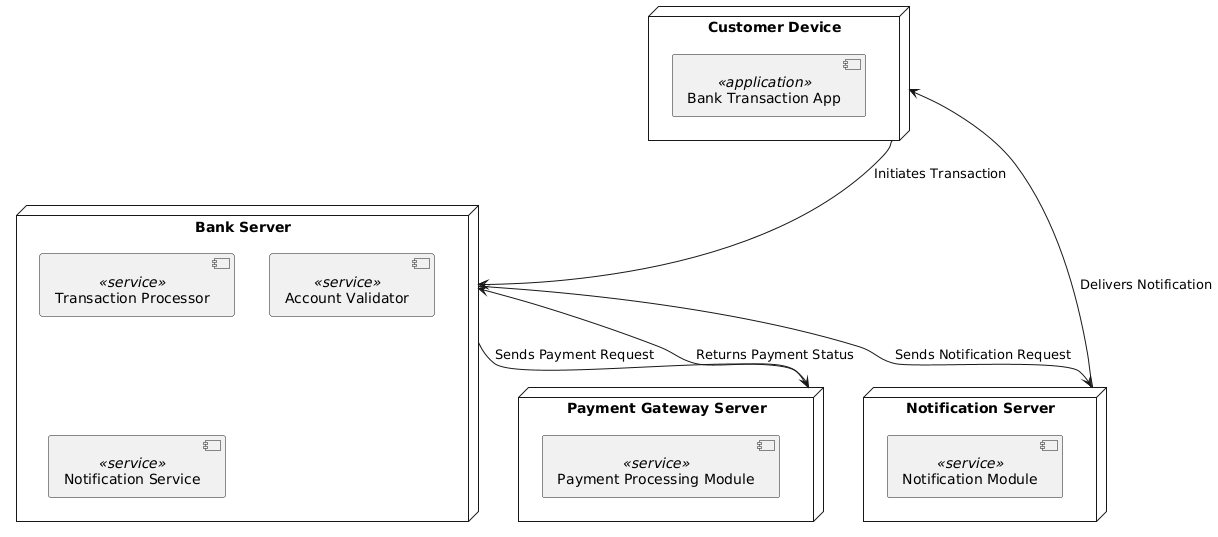 Customer Device
«application»
Bank Transaction App
Initiates Transaction
Delivers Notification
Bank Server
«service»
Transaction Processor
«service»
Account Validator
«service»
Notification Service
Sends Payment Request
Returns Payment Status
Sends Notification Request
Payment Gateway Server
«service»
Payment Processing Module
Notification Server
«service»
Notification Module